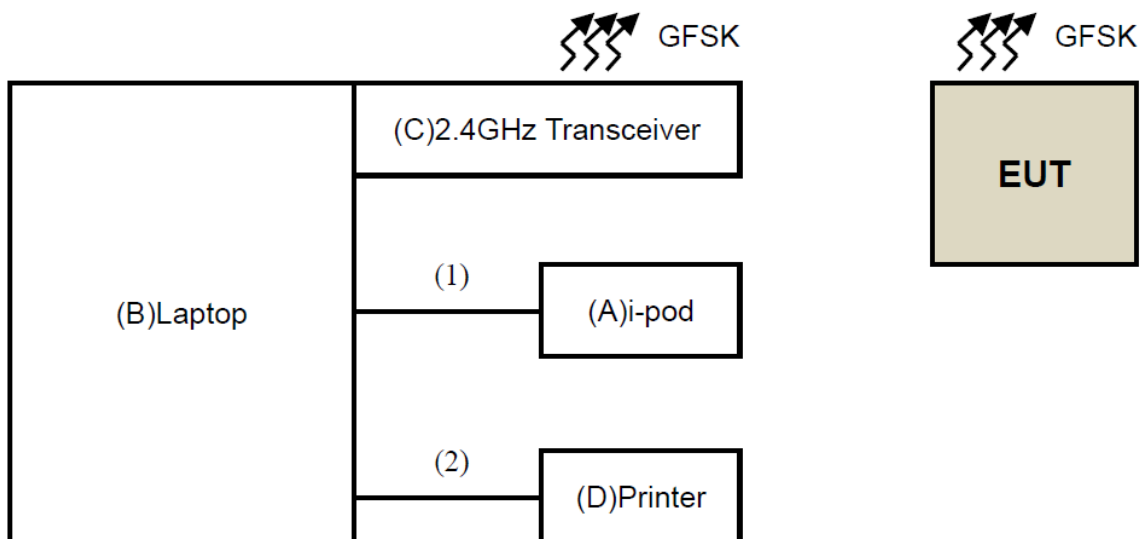 GFSK
GFSK
(C)2.4GHz Transceiver
EUT
(1)
(B)Laptop
(A)i-pod
(2)
(D)Printer